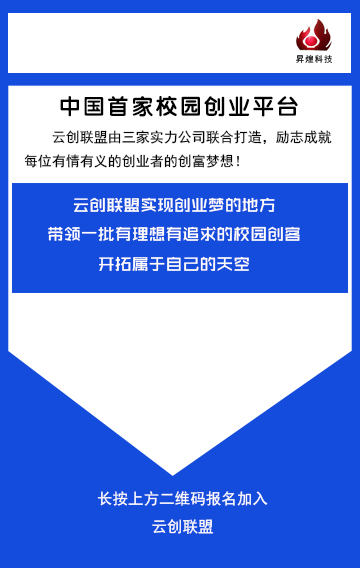 昇煌科技
中国首家校园创业平台
云创联盟由三家实力公司联合打造，励志成就
每位有情有义的创业者的创富梦想！
云创联盟实现创业梦的地方
带领一批有理想有追求的校园创客
开拓属于自己的天空
长按上方二维码报名加入
云创联盟